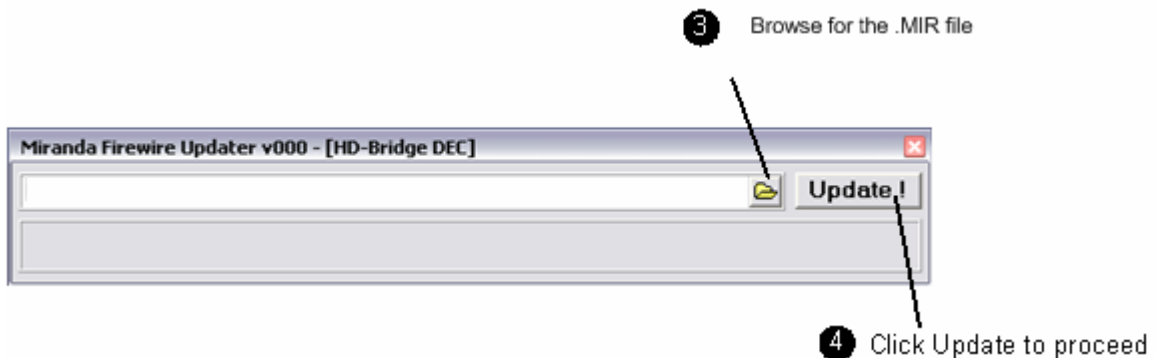 3 Browse for the .MIR file
Miranda Firewire Updater v000 - [HD-Bridge DEC]
Update !
4 Click Update to proceed